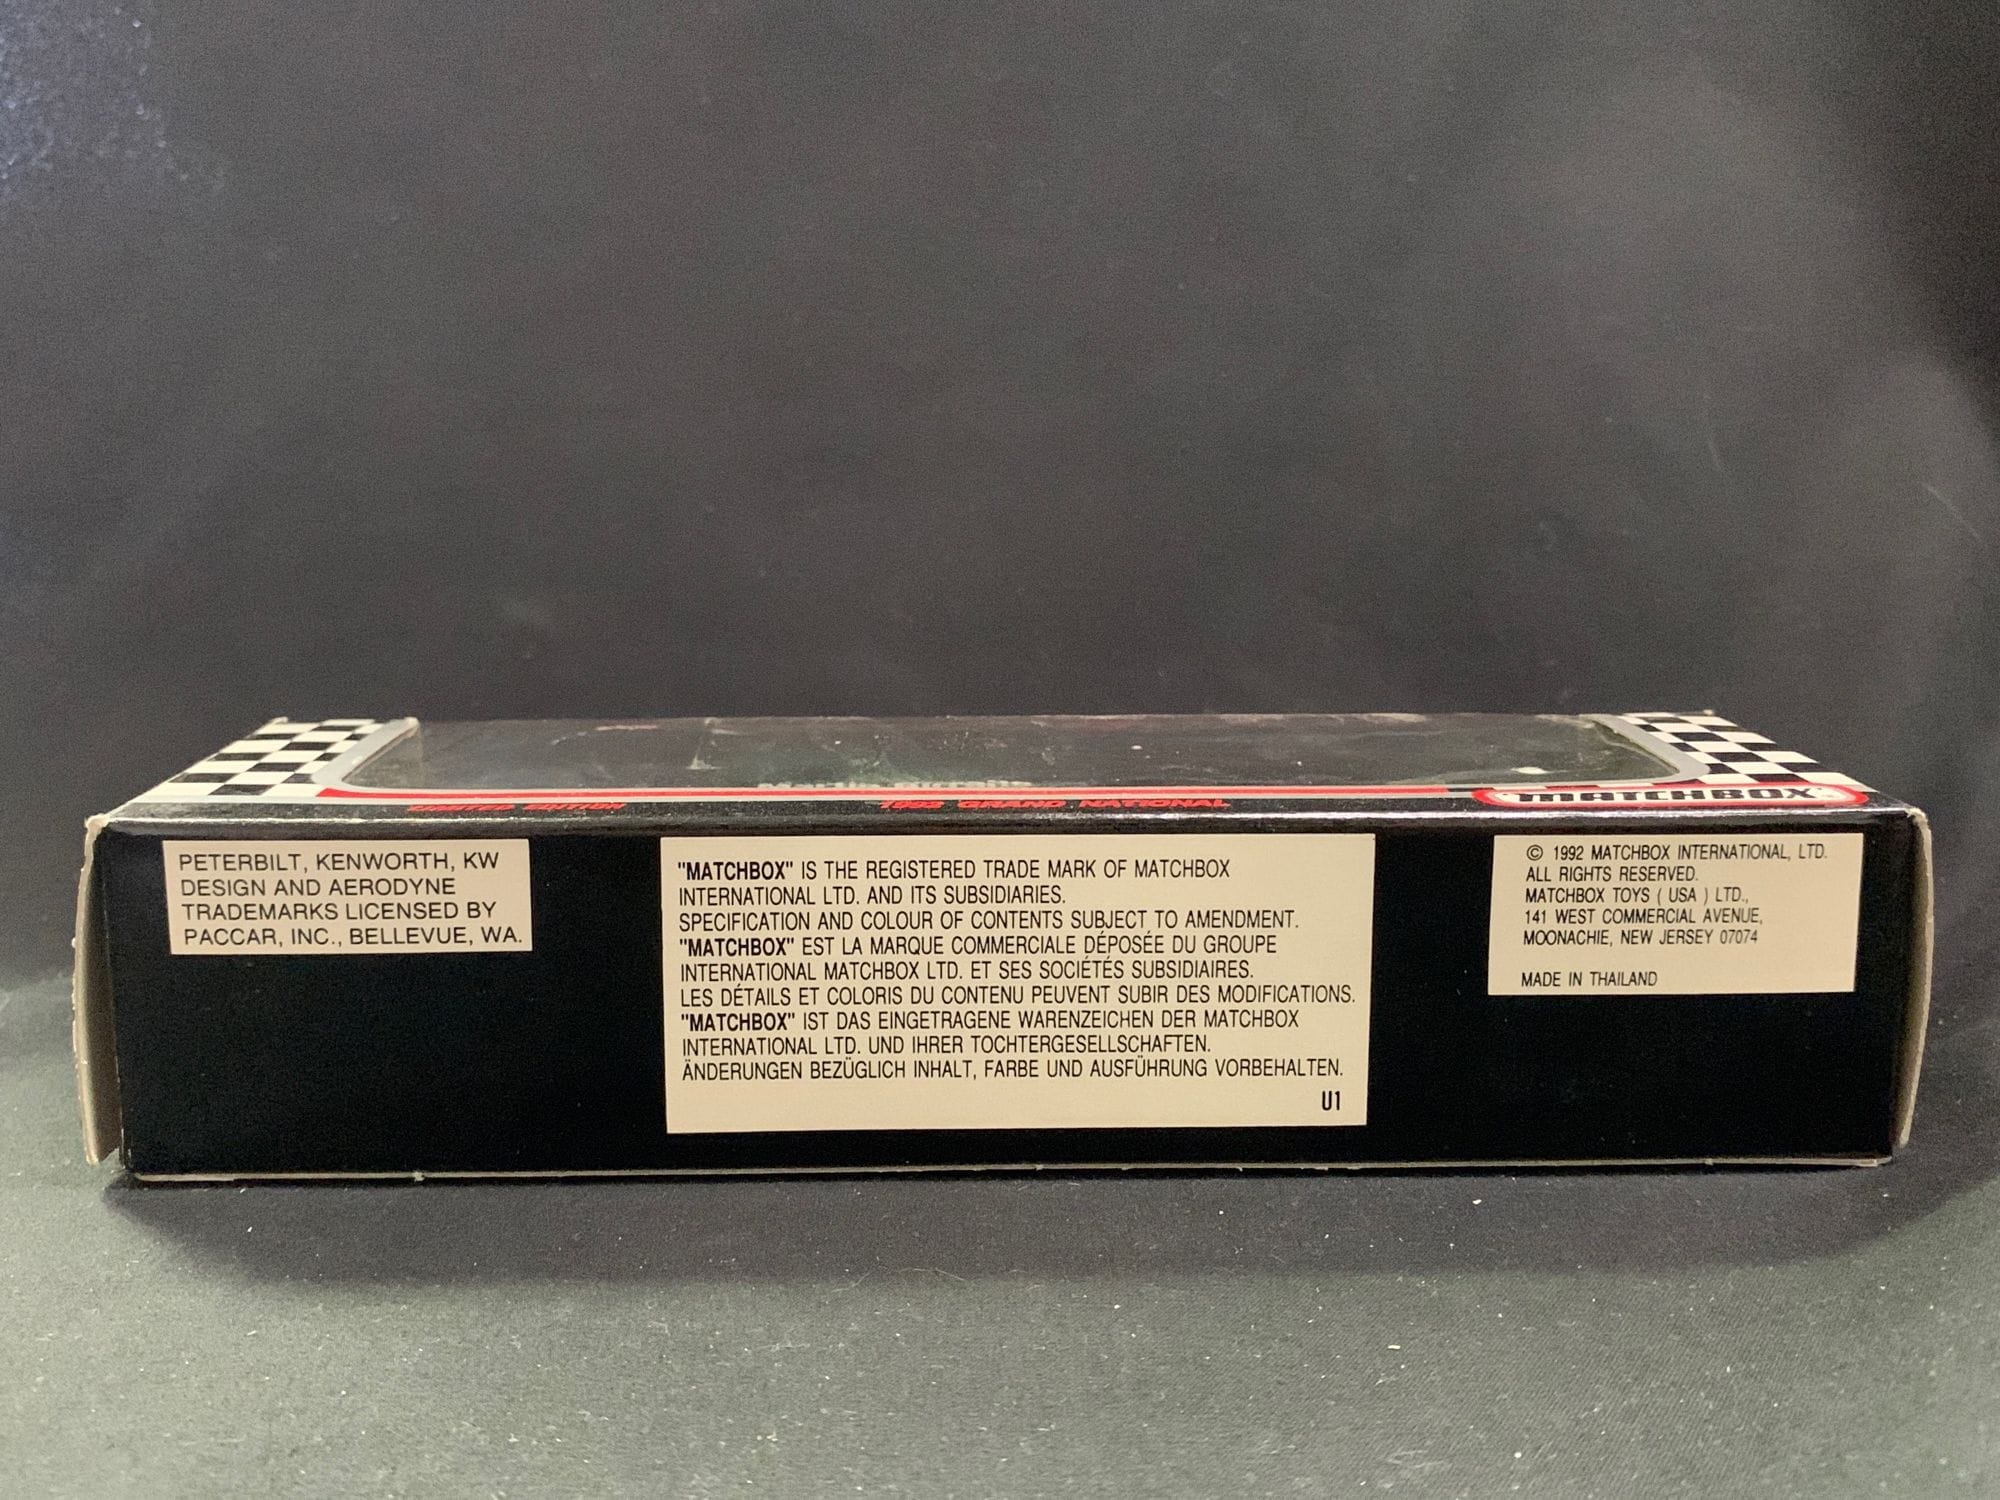 LIMITED EDITION
1992 GRAND NATIONAL
"MATCHBOX"
PETERBILT, KENWORTH, KW
DESIGN AND AERODYNE
TRADEMARKS LICENSED BY
PACCAR, INC., BELLEVUE, WA.
"MATCHBOX" IS THE REGISTERED TRADE MARK OF MATCHBOX
INTERNATIONAL LTD. AND ITS SUBSIDIARIES.
SPECIFICATION AND COLOUR OF CONTENTS SUBJECT TO AMENDMENT.
"MATCHBOX" EST LA MARQUE COMMERCIALE DÉPOSÉE DU GROUPE
INTERNATIONAL MATCHBOX LTD. ET SES SOCIÉTÉS SUBSIDIAIRES.
LES DÉTAILS ET COLORIS DU CONTENU PEUVENT SUBIR DES MODIFICATIONS.
"MATCHBOX" IST DAS EINGETRAGENE WARENZEICHEN DER MATCHBOX
INTERNATIONAL LTD. UND IHRER TOCHTERGESELLSCHAFTEN.
ÄNDERUNGEN BEZÜGLICH INHALT, FARBE UND AUSFÜHRUNG VORBEHALTEN.
U1
© 1992 MATCHBOX INTERNATIONAL, LTD.
ALL RIGHTS RESERVED.
MATCHBOX TOYS ( USA ) LTD.,
141 WEST COMMERCIAL AVENUE,
MOONACHIE, NEW JERSEY 07074
MADE IN THAILAND